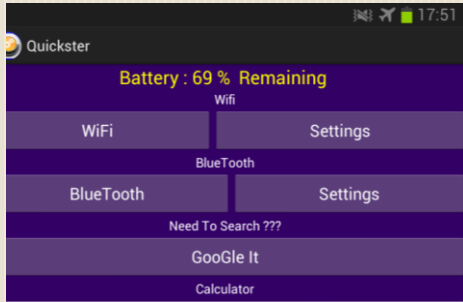 17:51
Quickster
Battery : 69 % Remaining
Wifi
WiFi Settings
BlueTooth
BlueTooth Settings
Need To Search ???
GooGle It
Calculator